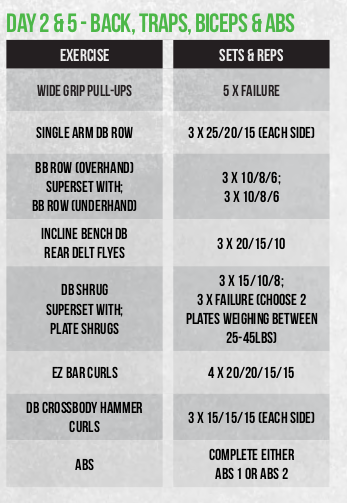 DAY 2 & 5 - BACK, TRAPS, BICEPS & ABS
EXERCISE
SETS & REPS
WIDE GRIP PULL-UPS
5 X FAILURE
SINGLE ARM DB ROW
3 X 25/20/15 (EACH SIDE)
BB ROW (OVERHAND)
SUPERSET WITH;
BB ROW (UNDERHAND)
3 X 10/8/6;
3 X 10/8/6
INCLINE BENCH DB
REAR DELT FLYES
3 X 20/15/10
DB SHRUG
SUPERSET WITH;
PLATE SHRUGS
3 X 15/10/8;
3 X FAILURE (CHOOSE 2
PLATES WEIGHING BETWEEN
25-45LBS)
EZ BAR CURLS
4 X 20/20/15/15
DB CROSSBODY HAMMER
CURLS
3 X 15/15/15 (EACH SIDE)
ABS
COMPLETE EITHER
ABS 1 OR ABS 2